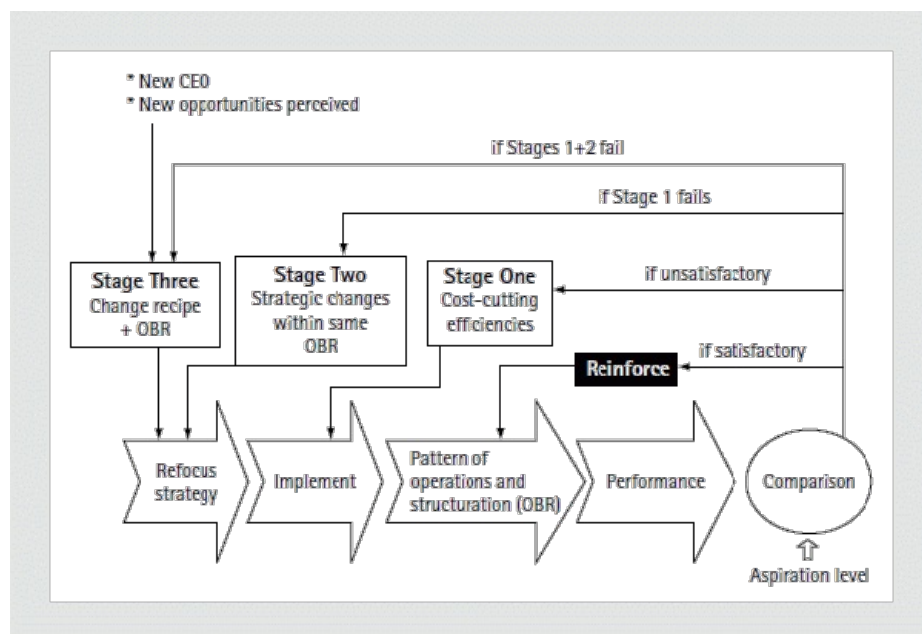 * New CEO
* New opportunities perceived
if Stages 1+2 fail
if Stage 1 fails
Stage Three
Change recipe
+ OBR
Stage Two
Strategic changes
within same
OBR
Stage One
Cost-cutting
efficiencies
if unsatisfactory
if satisfactory
Reinforce
Refocus
strategy
Implement
Pattern of
operations and
structuration (OBR)
Performance
Comparison
Aspiration level